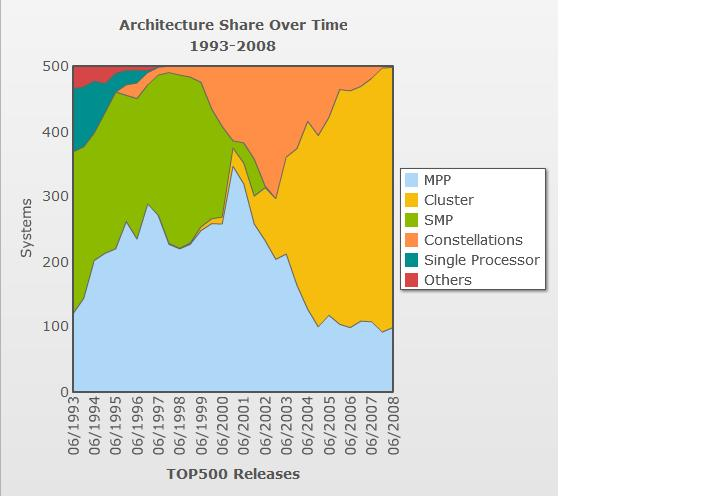 Architecture Share Over Time
1993-2008
500
400
300
200
100
0
Systems
06/1993
06/1994
06/1995
06/1996
06/1997
06/1998
06/1999
06/2000
06/2001
06/2002
06/2003
06/2004
06/2005
06/2006
06/2007
06/2008
TOP500 Releases
MPP
Cluster
SMP
Constellations
Single Processor
Others